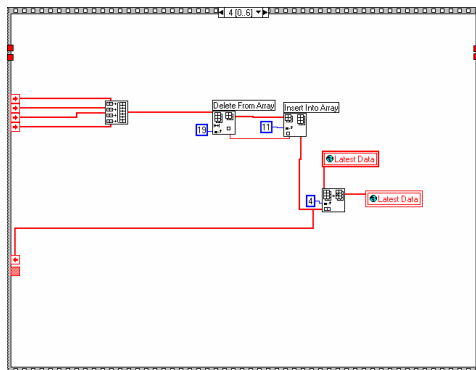 4 [0..6]
Delete From Array
Insert Into Array
19
11
Latest Data
4
Latest Data